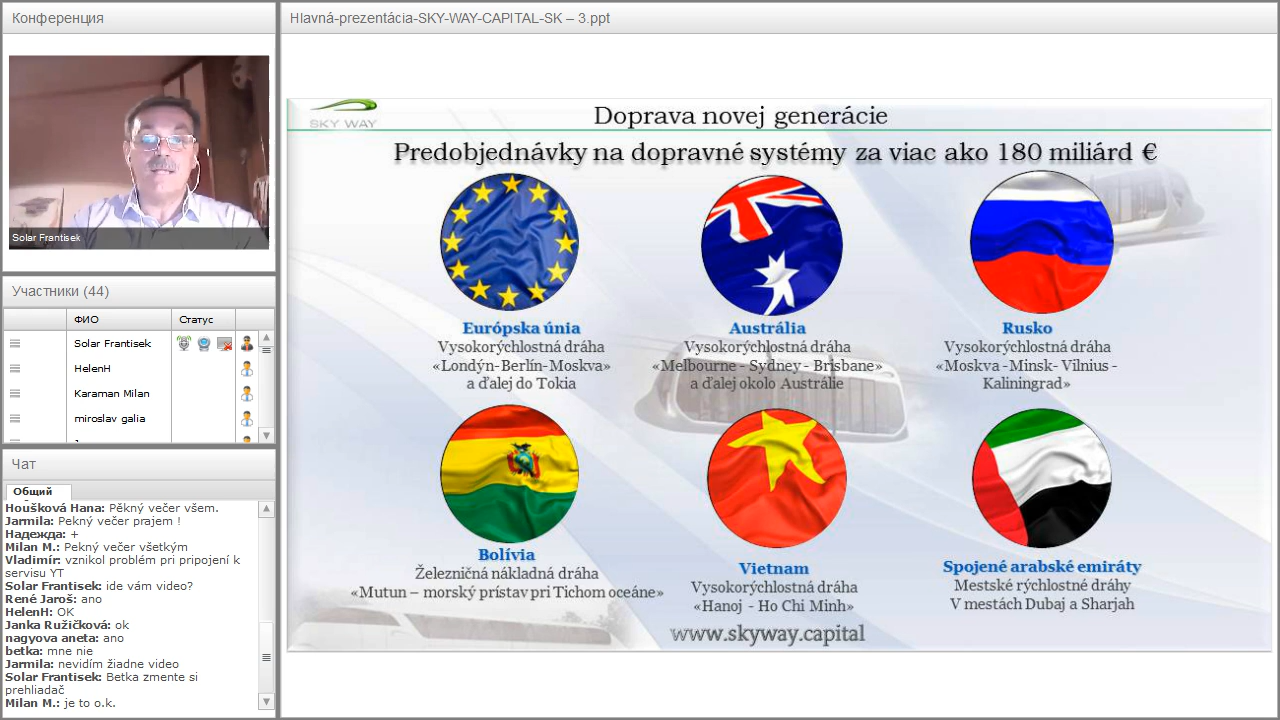 Конференция
Solar Frantisek
Участники (44)
ФИО
Статус
Solar Frantisek
HelenH
Karaman Milan
miroslav galia
Чат
Общий
Houšková Hana: Pěkný večer všem.
Jarmila: Pekný večer prajem !
Надежда: +
Milan M.: Pekný večer všetkým
Vladimír: vznikol problém pri pripojení k
servisu YT
Solar Frantisek: ide vám video?
René Jaroš: ano
HelenH: OK
Janka Ružičková: ok
nagyova aneta: ano
betka: mne nie
Jarmila: nevidím žiadne video
Solar Frantisek: Betka zmente si
prehliadač
Milan M.: je to o.k.
Hlavná-prezentácia-SKY-WAY-CAPITAL-SK – 3.ppt
SKY WAY
Doprava novej generácie
Predobjednávky na dopravné systémy za viac ako 180 miliárd €
Európska únia
Vysokorýchlostná dráha
«Londýn-Berlín-Moskva»
a ďalej do Tokia
Austrália
Vysokorýchlostná dráha
«Melbourne - Sydney - Brisbane»
a ďalej okolo Austrálie
Rusko
Vysokorýchlostná dráha
«Moskva -Minsk- Vilnius -
Kaliningrad»
Bolívia
Železničná nákladná dráha
«Mutun – morský prístav pri Tichom oceáne»
Vietnam
Vysokorýchlostná dráha
«Hanoj - Ho Chi Minh»
Spojené arabské emiráty
Mestské rýchlostné dráhy
V mestách Dubaj a Sharjah
www.skyway.capital